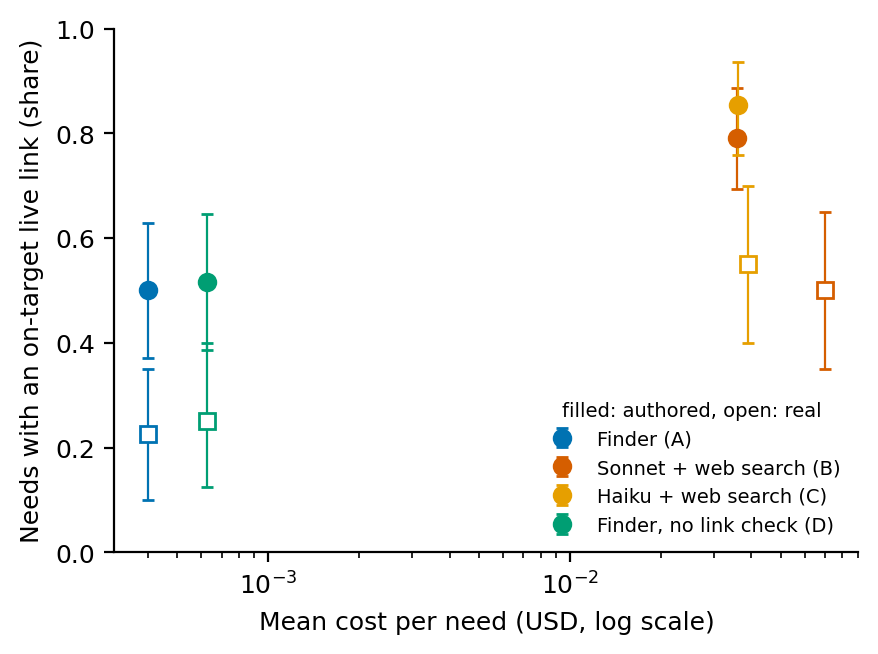 Needs with an on-target live link (share)
1.0
0.8
0.6
0.4
0.2
0.0
filled: authored, open: real
Finder (A)
Sonnet + web search (B)
Haiku + web search (C)
Finder, no link check (D)
10⁻³
10⁻²
Mean cost per need (USD, log scale)